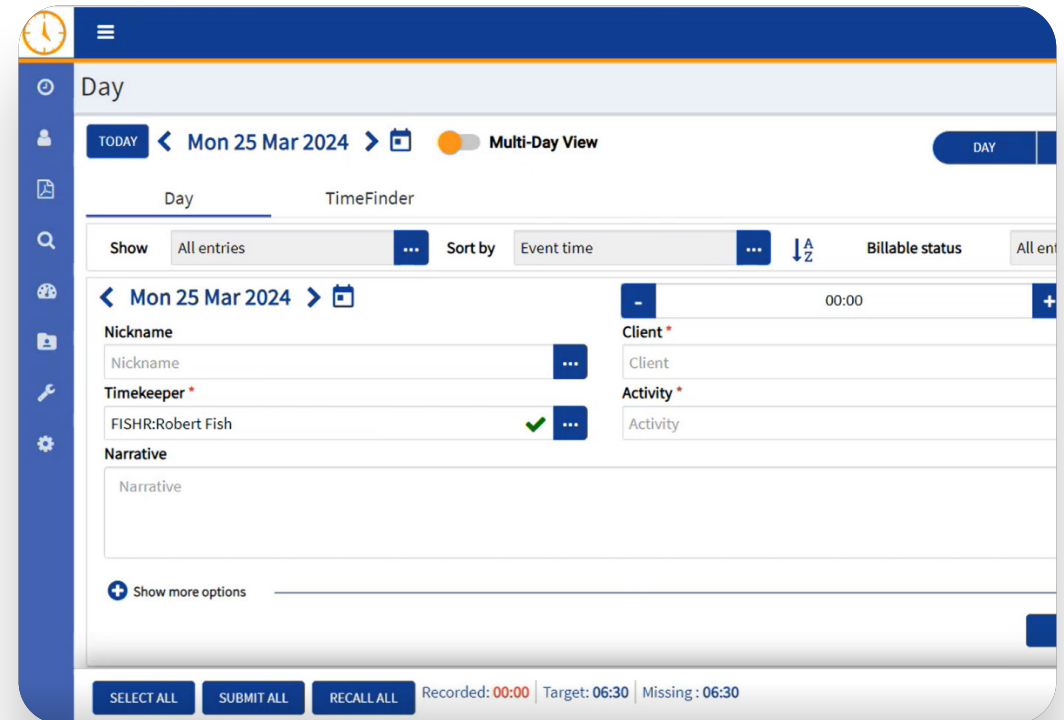 Day
TODAY Mon 25 Mar 2024 Multi-Day View DAY
Day TimeFinder
Show All entries ... Sort by Event time ... A Z Billable status All
Mon 25 Mar 2024 - 00:00 +
Nickname Client *
Nickname ... Client
Timekeeper * Activity *
FISHR:Robert Fish ... Activity
Narrative
Narrative
Show more options
SELECT ALL SUBMIT ALL RECALL ALL Recorded: 00:00 Target: 06:30 Missing : 06:30